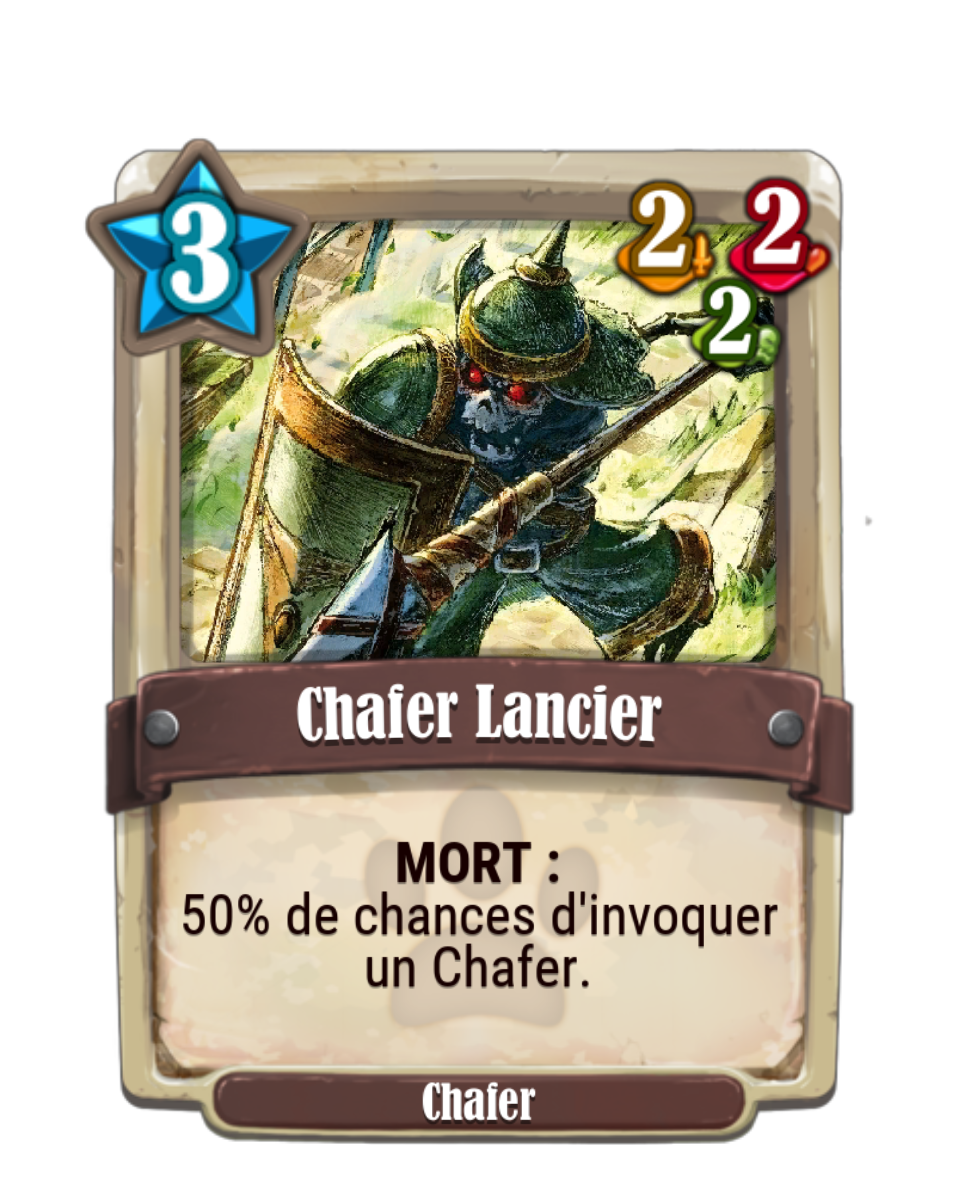 3
2 2
2
Chafer Lancier
MORT :
50% de chances d'invoquer
un Chafer.
Chafer